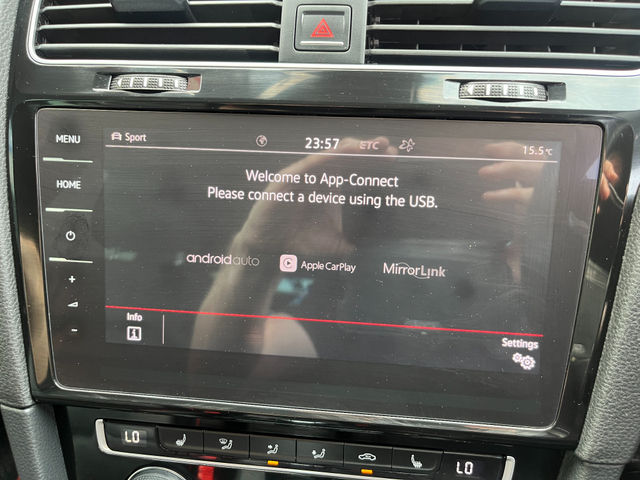 MENU
HOME
Sport
23:57
ETC
15.5°C
Welcome to App-Connect
Please connect a device using the USB.
androidauto
Apple CarPlay
MirrorLink
Info
Settings
LO
LO